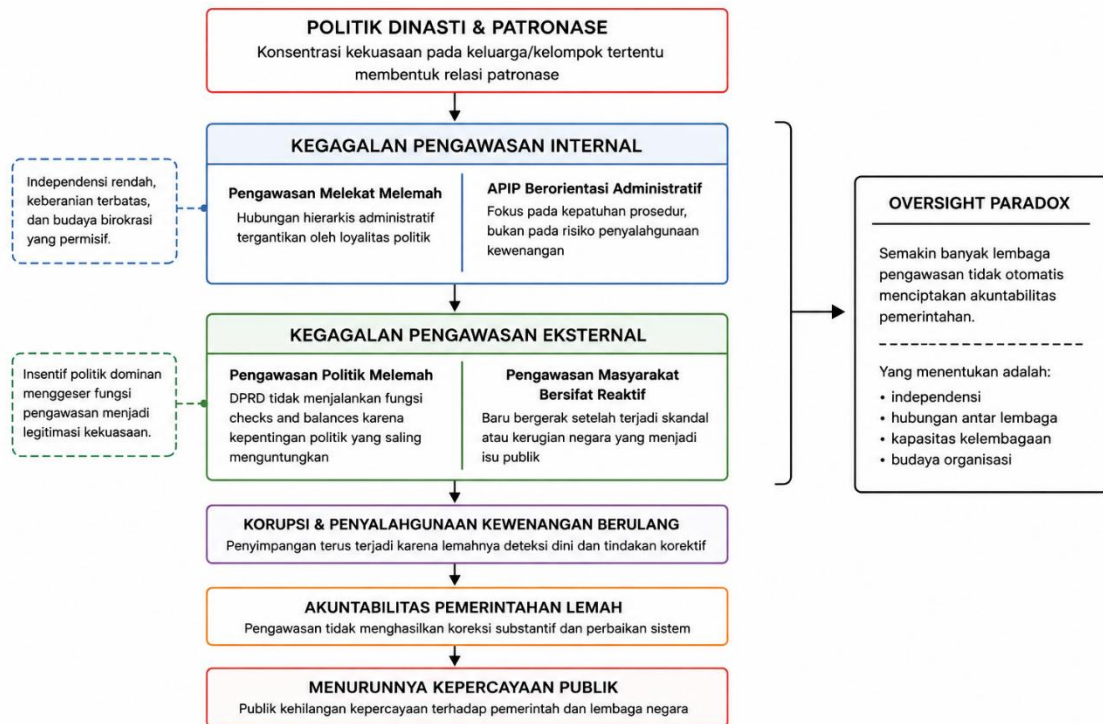 POLITIK DINASTI & PATRONASE
Konsentrasi kekuasaan pada keluarga/kelompok tertentu
membentuk relasi patronase
KEGAGALAN PENGAWASAN INTERNAL
Independensi rendah,
keberanian terbatas,
dan budaya birokrasi
yang permisif.
Pengawasan Melekat Melemah
Hubungan hierarkis administratif
tergantikan oleh loyalitas politik
APIP Berorientasi Administratif
Fokus pada kepatuhan prosedur,
bukan pada risiko penyalahgunaan
kewenangan
KEGAGALAN PENGAWASAN EKSTERNAL
Insentif politik dominan
menggeser fungsi
pengawasan menjadi
legitimasi kekuasaan.
Pengawasan Politik Melemah
DPRD tidak menjalankan fungsi
checks and balances karena
kepentingan politik yang saling
menguntungkan
Pengawasan Masyarakat
Bersifat Reaktif
Baru bergerak setelah terjadi skandal
atau kerugian negara yang menjadi
isu publik
KORUPSI & PENYALAHGUNAAN KEWENANGAN BERULANG
Penyimpangan terus terjadi karena lemahnya deteksi dini dan tindakan korektif
AKUNTABILITAS PEMERINTAHAN LEMAH
Pengawasan tidak menghasilkan koreksi substantif dan perbaikan sistem
MENURUNNYA KEPERCAYAAN PUBLIK
Publik kehilangan kepercayaan terhadap pemerintah dan lembaga negara
OVERSIGHT PARADOX
Semakin banyak lembaga
pengawasan tidak otomatis
menciptakan akuntabilitas
pemerintahan.
Yang menentukan adalah:
• independensi
• hubungan antar lembaga
• kapasitas kelembagaan
• budaya organisasi